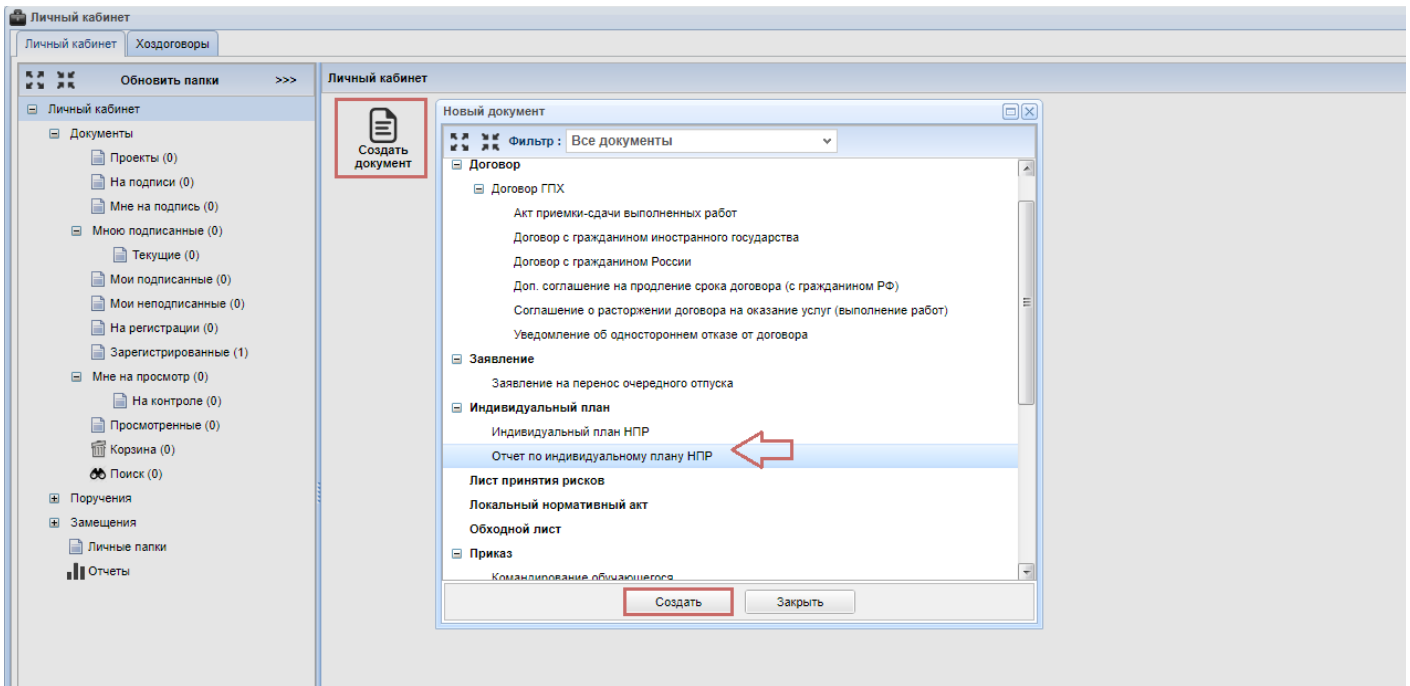 Личный кабинет
Личный кабинет
Хоздоговоры
Обновить папки >>>
Личный кабинет
Документы
Проекты (0)
На подписи (0)
Мне на подпись (0)
Мною подписанные (0)
Текущие (0)
Мои подписанные (0)
Мои неподписанные (0)
На регистрации (0)
Зарегистрированные (1)
Мне на просмотр (0)
На контроле (0)
Просмотренные (0)
Корзина (0)
Поиск (0)
Поручения
Замещения
Личные папки
Отчеты
Личный кабинет
Создать
документ
Новый документ
Фильтр : Все документы
Договор
Договор ГПХ
Акт приемки-сдачи выполненных работ
Договор с гражданином иностранного государства
Договор с гражданином России
Доп. соглашение на продление срока договора (с гражданином РФ)
Соглашение о расторжении договора на оказание услуг (выполнение работ)
Уведомление об одностороннем отказе от договора
Заявление
Заявление на перенос очередного отпуска
Индивидуальный план
Индивидуальный план НПР
Отчет по индивидуальному плану НПР
Лист принятия рисков
Локальный нормативный акт
Обходной лист
Приказ
Командирование обучающегося
Создать
Закрыть